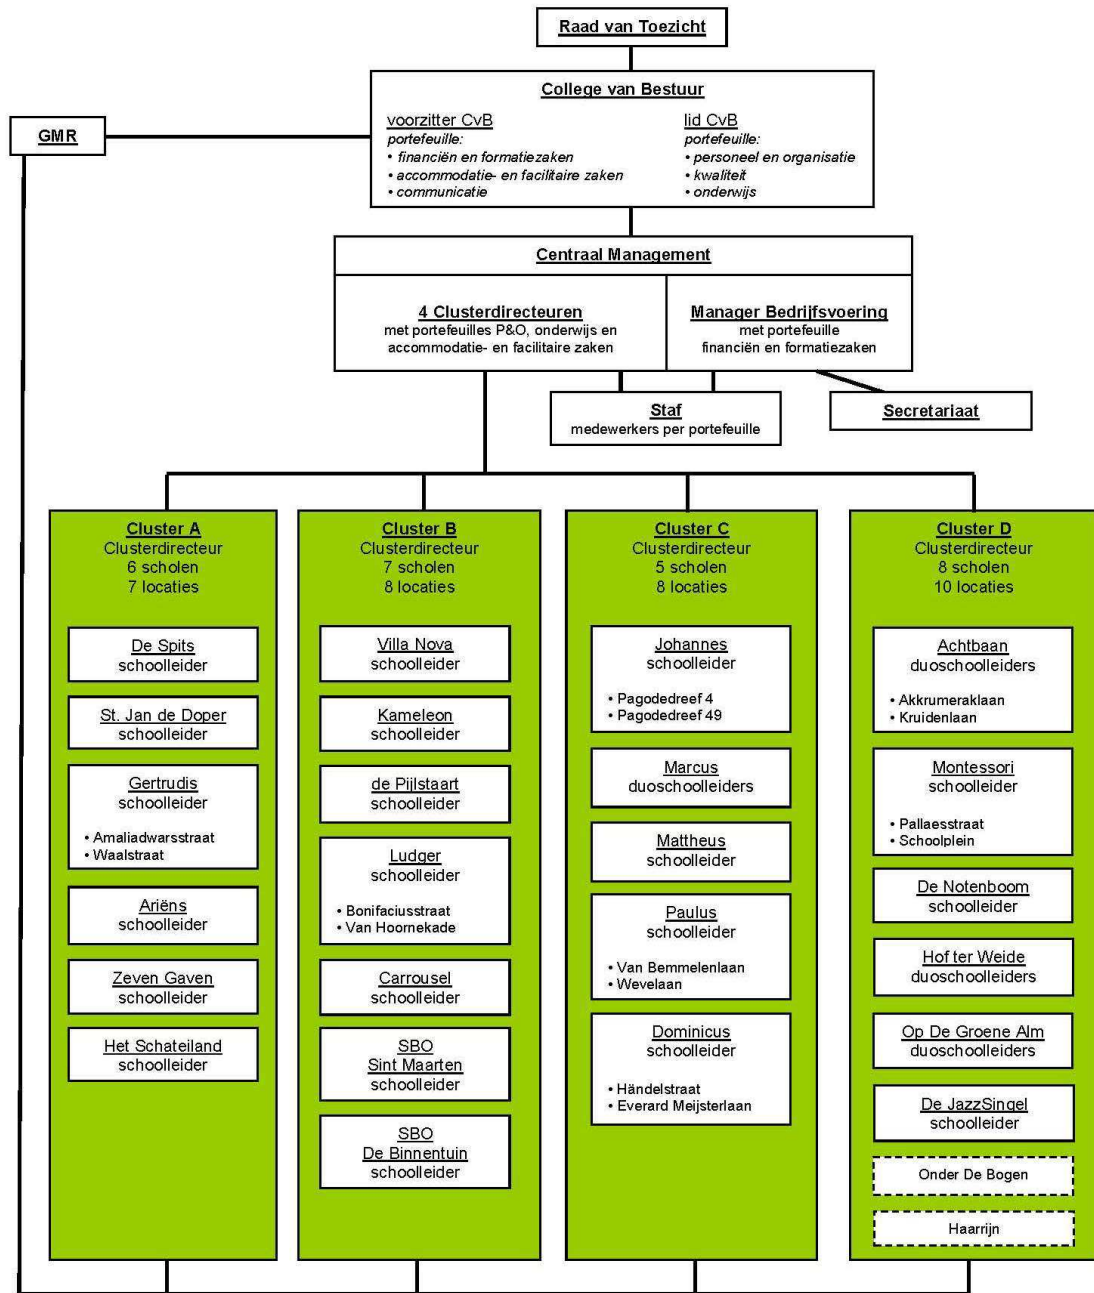 Raad van Toezicht
College van Bestuur
voorzitter CvB
portefeuille:
• financiën en formatiezaken
• accommodatie- en facilitaire zaken
• communicatie
lid CvB
portefeuille:
• personeel en organisatie
• kwaliteit
• onderwijs
GMR
Centraal Management
4 Clusterdirecteuren
met portefeuilles P&O, onderwijs en
accommodatie- en facilitaire zaken
Manager Bedrijfsvoering
met portefeuille
financiën en formatiezaken
Staf
medewerkers per portefeuille
Secretariaat
Cluster A
Clusterdirecteur
6 scholen
7 locaties
De Spits
schoolleider
St. Jan de Doper
schoolleider
Gertrudis
schoolleider
• Amaliadwarsstraat
• Waalstraat
Ariëns
schoolleider
Zeven Gaven
schoolleider
Het Schateiland
schoolleider
Cluster B
Clusterdirecteur
7 scholen
8 locaties
Villa Nova
schoolleider
Kameleon
schoolleider
de Pijlstaart
schoolleider
Ludger
schoolleider
• Bonifaciusstraat
• Van Hoornekade
Carrousel
schoolleider
SBO
Sint Maarten
schoolleider
SBO
De Binnentuin
schoolleider
Cluster C
Clusterdirecteur
5 scholen
8 locaties
Johannes
schoolleider
• Pagodedreef 4
• Pagodedreef 49
Marcus
duoschoolleiders
Mattheus
schoolleider
Paulus
schoolleider
• Van Bemmelenlaan
• Wevelaan
Dominicus
schoolleider
• Händelstraat
• Everard Meijsterlaan
Cluster D
Clusterdirecteur
8 scholen
10 locaties
Achtbaan
duoschoolleiders
• Akkrumeraklaan
• Kruidenlaan
Montessori
schoolleider
• Pallaesstraat
• Schoolplein
De Notenboom
schoolleider
Hof ter Weide
duoschoolleiders
Op De Groene Alm
duoschoolleiders
De JazzSingel
schoolleider
Onder De Bogen
Haarrijn